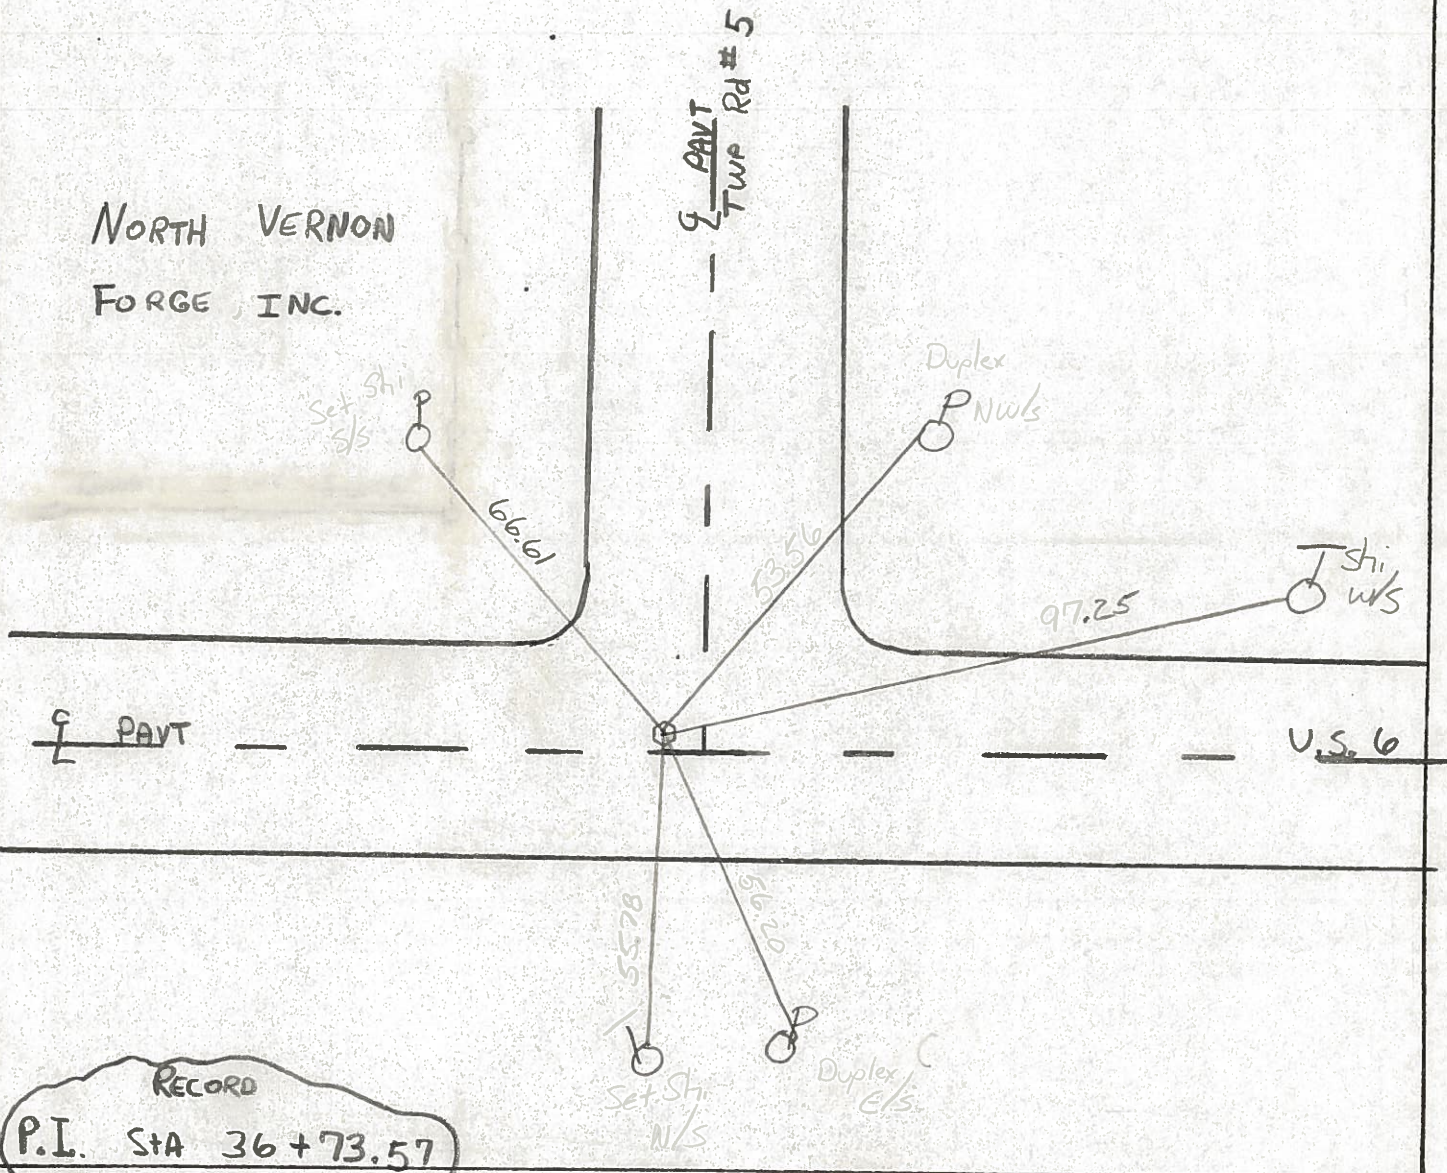 ℄ PAVT
TWP Rd #5
NORTH VERNON
FORGE, INC.
Set Shi
S/S
P
Duplex
P NW/s
66.61
53.56
T Shi
W/S
97.25
℄ PAVT
U.S. 6
55.78
56.20
P
Set Shi
N/S
Duplex
E/S
C
RECORD
P.I. StA 36+73.57